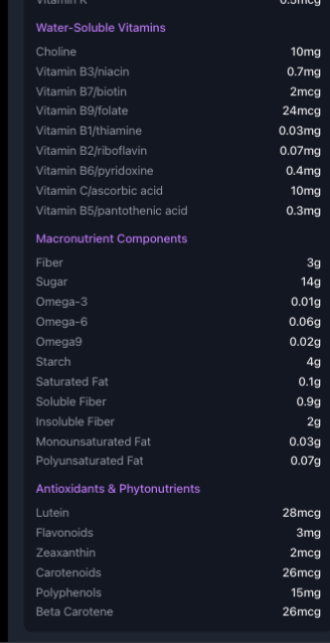 Vitamin K 0.5mcg
Water-Soluble Vitamins
Choline 10mg
Vitamin B3/niacin 0.7mg
Vitamin B7/biotin 2mcg
Vitamin B9/folate 24mcg
Vitamin B1/thiamine 0.03mg
Vitamin B2/riboflavin 0.07mg
Vitamin B6/pyridoxine 0.4mg
Vitamin C/ascorbic acid 10mg
Vitamin B5/pantothenic acid 0.3mg
Macronutrient Components
Fiber 3g
Sugar 14g
Omega-3 0.01g
Omega-6 0.06g
Omega9 0.02g
Starch 4g
Saturated Fat 0.1g
Soluble Fiber 0.9g
Insoluble Fiber 2g
Monounsaturated Fat 0.03g
Polyunsaturated Fat 0.07g
Antioxidants & Phytonutrients
Lutein 28mcg
Flavonoids 3mg
Zeaxanthin 2mcg
Carotenoids 26mcg
Polyphenols 15mg
Beta Carotene 26mcg